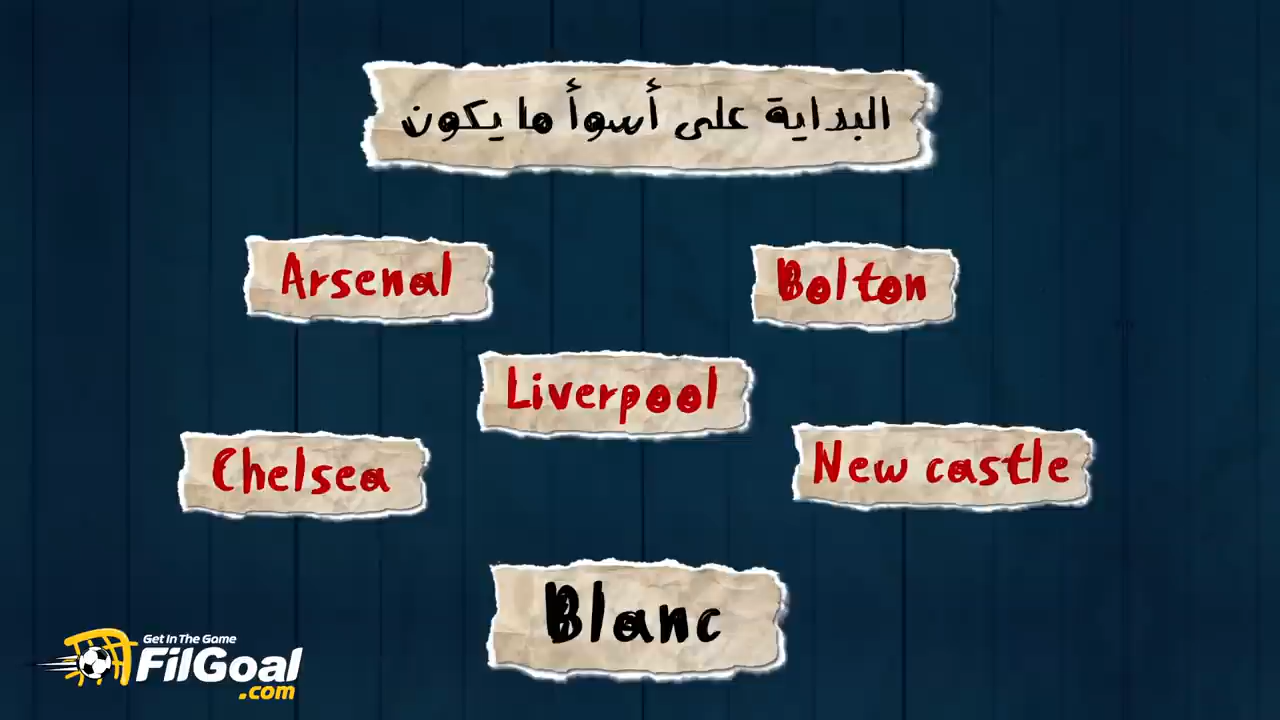 البداية على أسوأ ما يكون
Arsenal
Bolton
Liverpool
Chelsea
New castle
Blanc
Get In The Game
FilGoal
.com